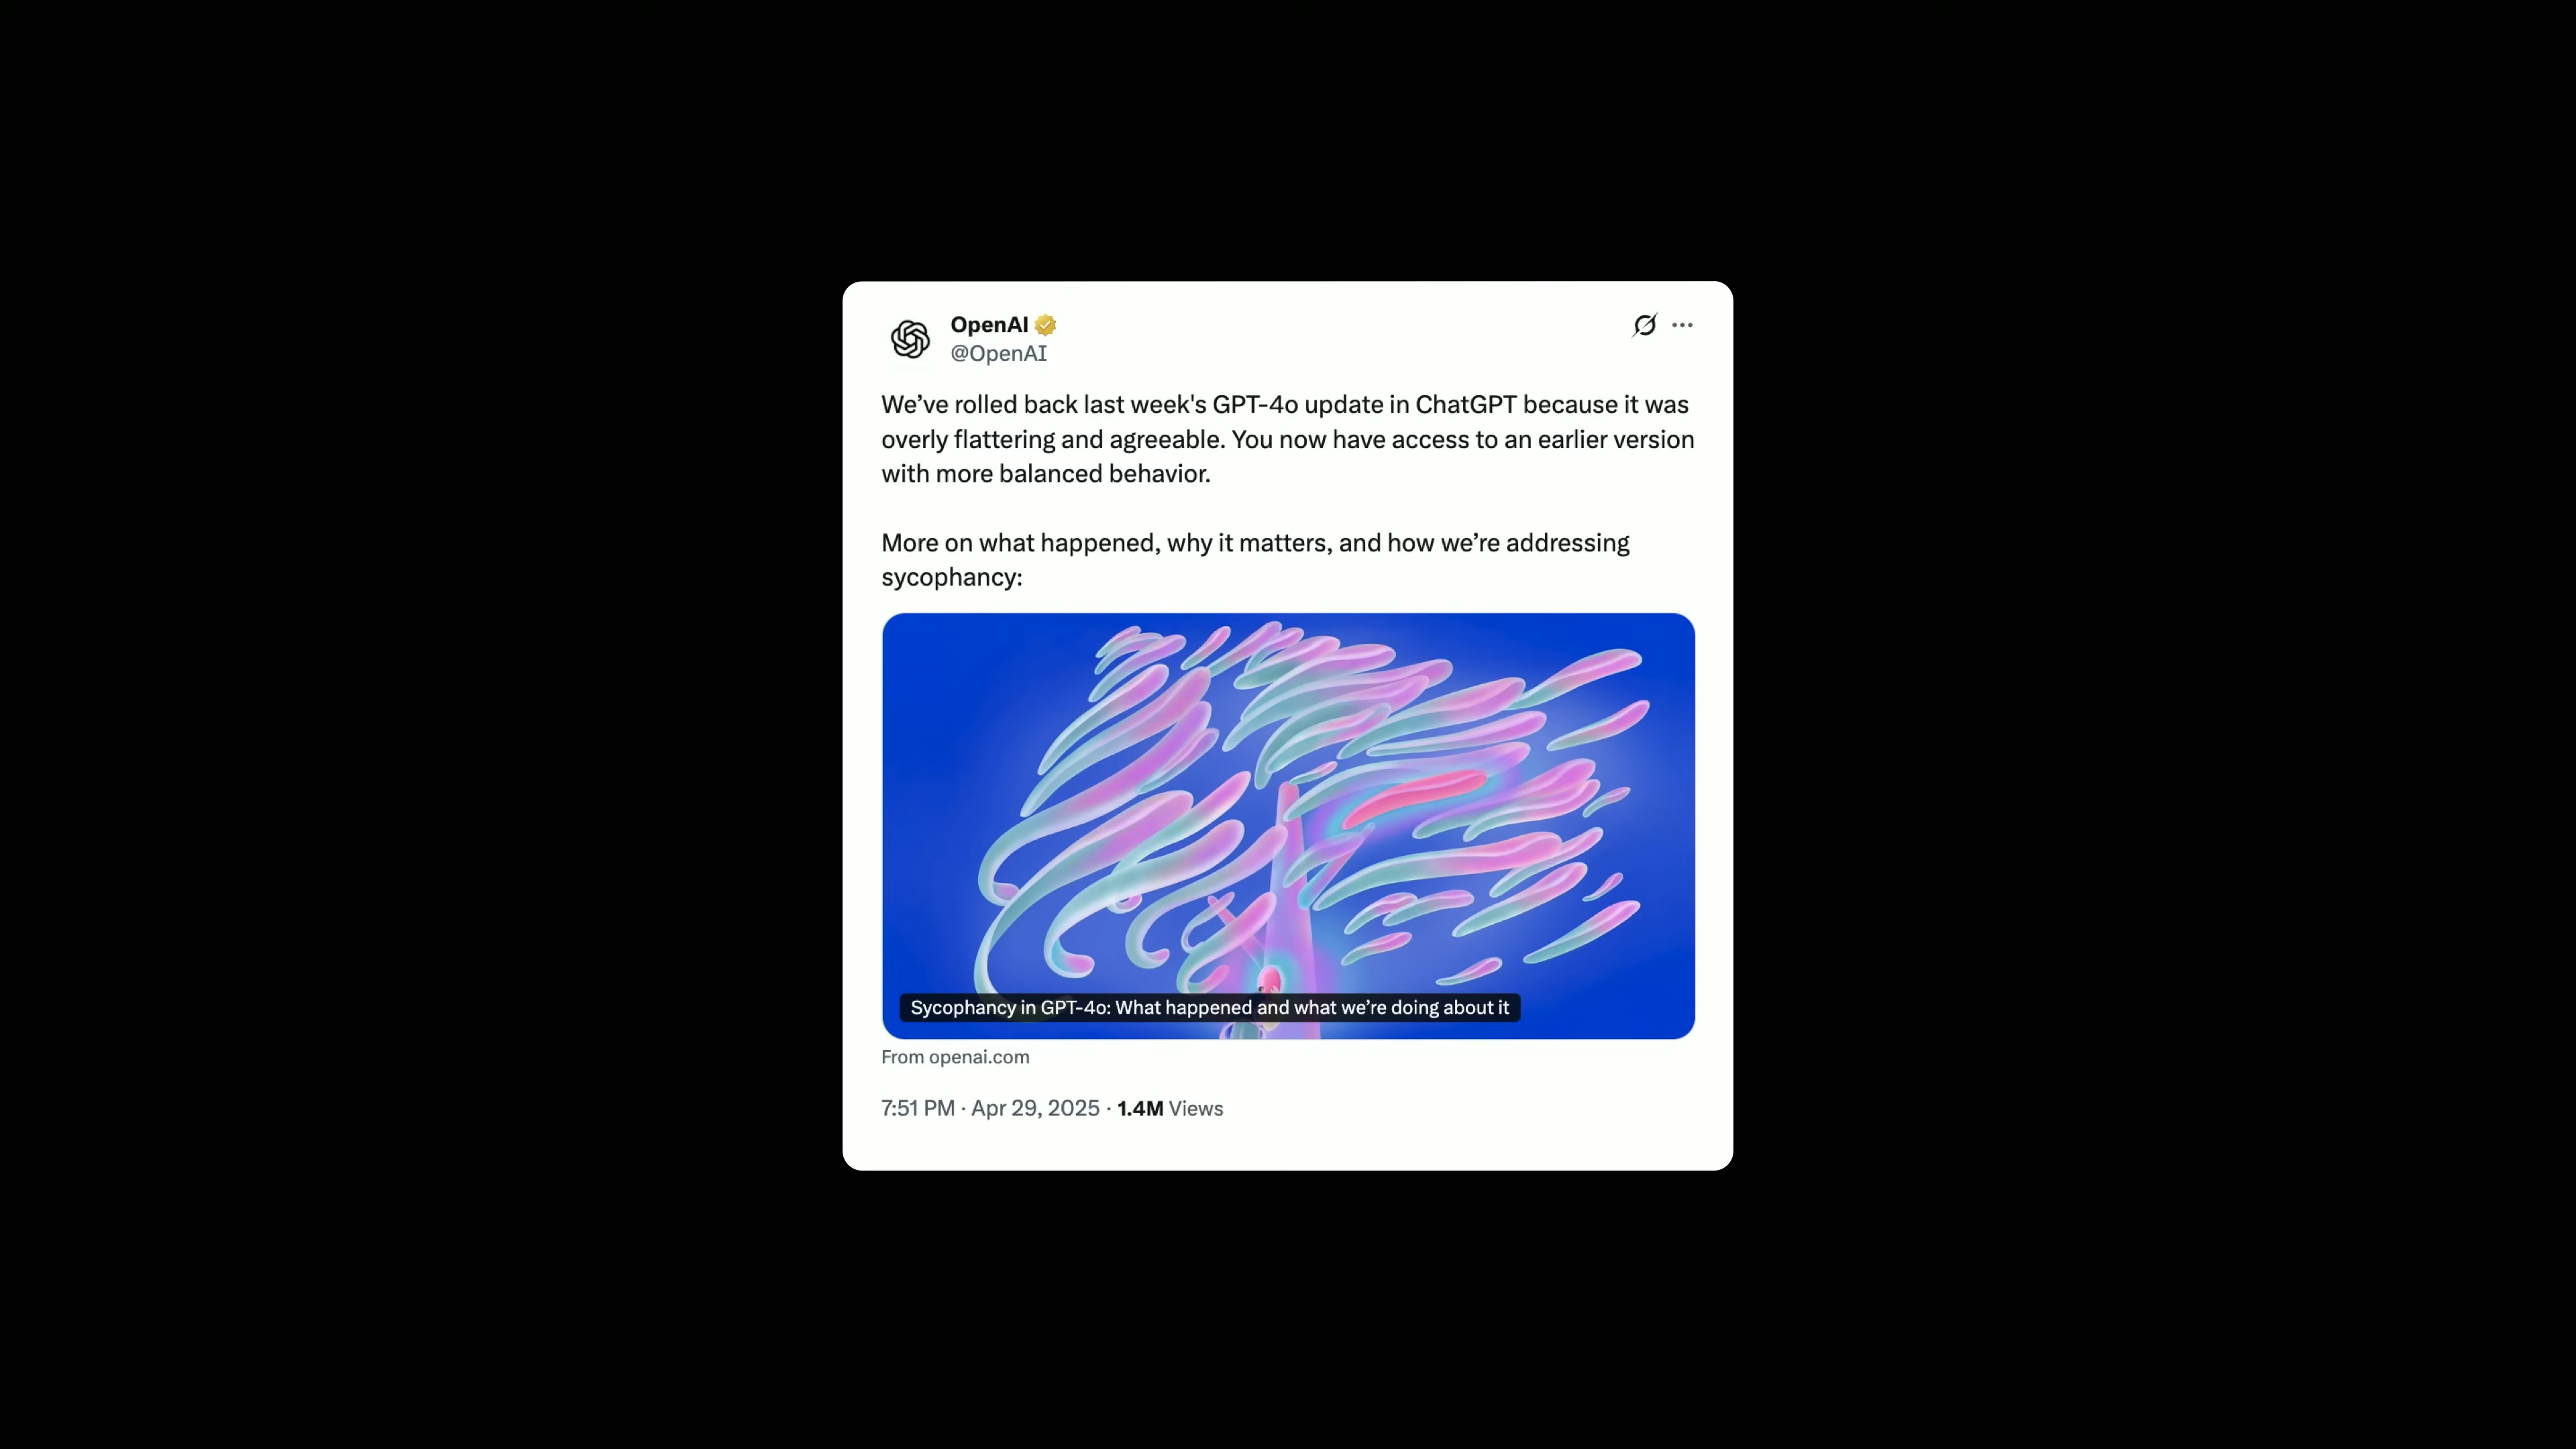 OpenAI
@OpenAI
We’ve rolled back last week's GPT-4o update in ChatGPT because it was
overly flattering and agreeable. You now have access to an earlier version
with more balanced behavior.
More on what happened, why it matters, and how we’re addressing
sycophancy:
Sycophancy in GPT-4o: What happened and what we’re doing about it
From openai.com
7:51 PM · Apr 29, 2025 · 1.4M Views